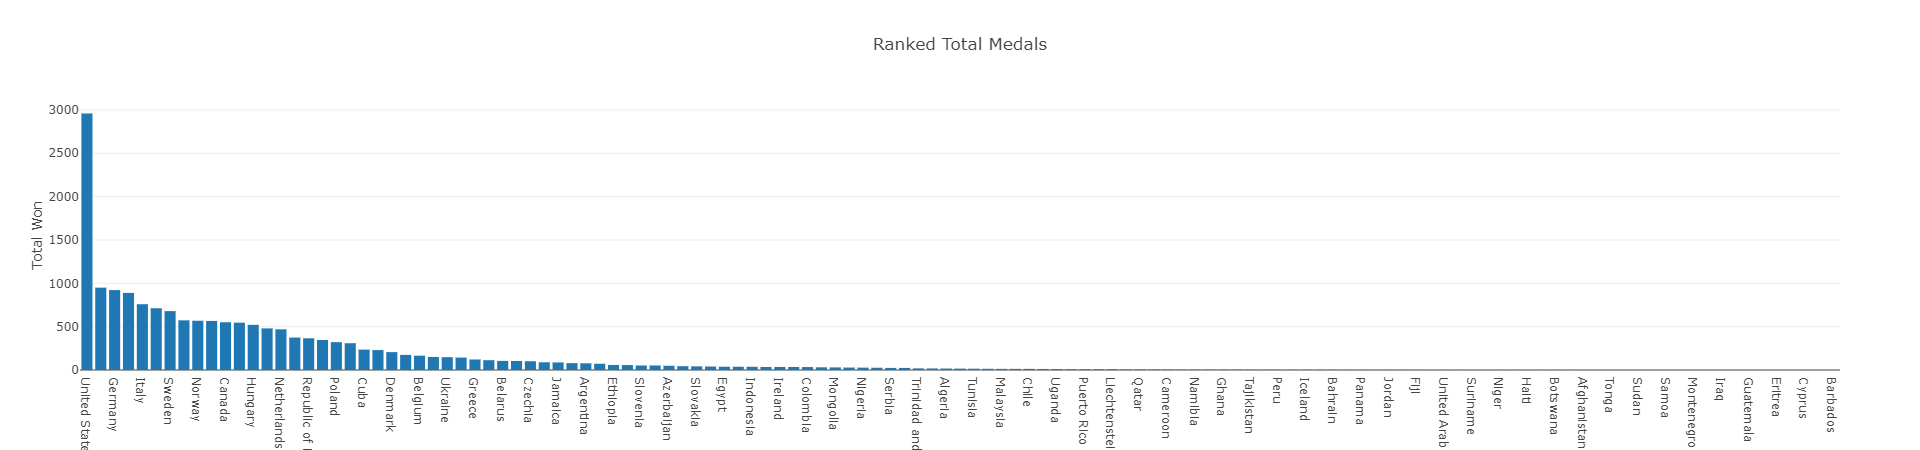 Ranked Total Medals
Total Won
3000
2500
2000
1500
1000
500
0
United State
Germany
Italy
Sweden
Norway
Canada
Hungary
Netherlands
Republic of
Poland
Cuba
Denmark
Belgium
Ukraine
Greece
Belarus
Czechia
Jamaica
Argentina
Ethiopia
Slovenia
Azerbaijan
Slovakia
Egypt
Indonesia
Ireland
Colombia
Mongolia
Nigeria
Serbia
Trinidad and
Algeria
Tunisia
Malaysia
Chile
Uganda
Puerto Rico
Liechtenstei
Qatar
Cameroon
Namibia
Ghana
Tajikistan
Peru
Iceland
Bahrain
Panama
Jordan
Fiji
United Arab
Suriname
Niger
Haiti
Botswana
Afghanistan
Tonga
Sudan
Samoa
Montenegro
Iraq
Guatemala
Eritrea
Cyprus
Barbados